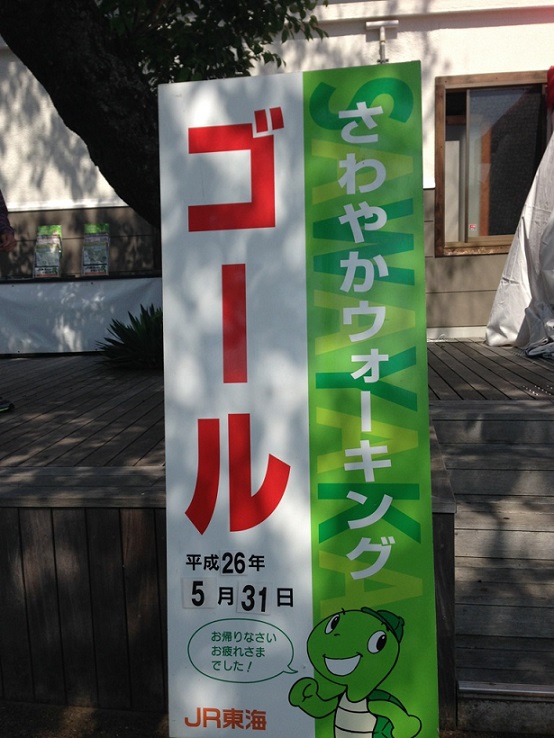 さわやかウォーキング
SAWAYAKA
ゴール
平成26年
5月31日
お帰りなさい
お疲れさま
でした！
JR東海